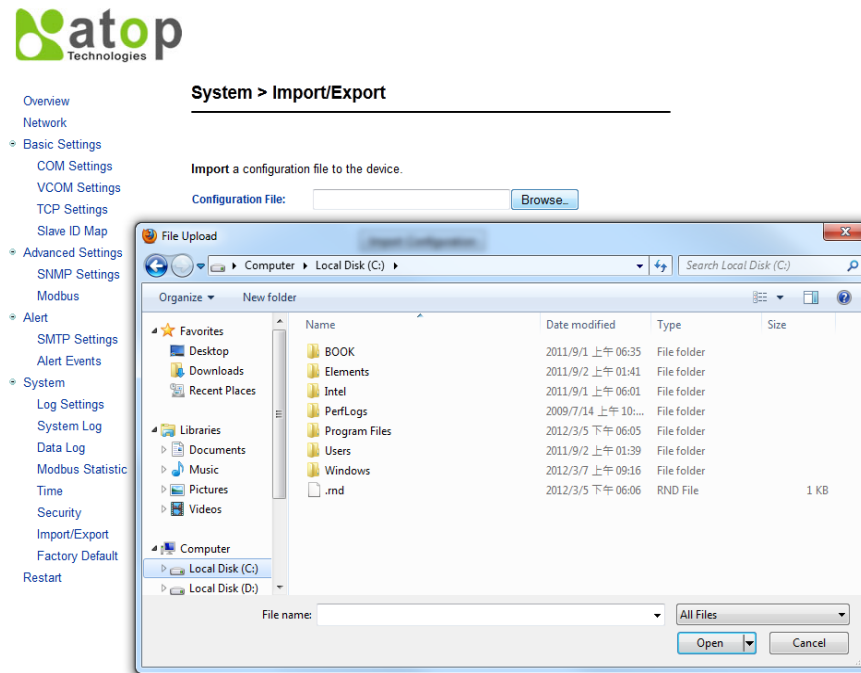 atop
Technologies
System > Import/Export
Overview
Network
Basic Settings
COM Settings
VCOM Settings
TCP Settings
Slave ID Map
Advanced Settings
SNMP Settings
Modbus
Alert
SMTP Settings
Alert Events
System
Log Settings
System Log
Data Log
Modbus Statistic
Time
Security
Import/Export
Factory Default
Restart
Import a configuration file to the device.
Configuration File:
Browse..
File Upload
Import Configuration
Computer Local Disk (C:)
Search Local Disk (C:)
Organize New folder
Favorites
Desktop
Downloads
Recent Places
Libraries
Documents
Music
Pictures
Videos
Computer
Local Disk (C:)
Local Disk (D:)
Name Date modified Type Size
BOOK 2011/9/1 上午 06:35 File folder
Elements 2011/9/2 上午 01:41 File folder
Intel 2011/9/1 上午 06:01 File folder
PerfLogs 2009/7/14 上午 10:... File folder
Program Files 2012/3/5 下午 06:05 File folder
Users 2011/9/2 上午 01:39 File folder
Windows 2012/3/7 上午 09:16 File folder
.rnd 2012/3/5 下午 06:06 RND File 1 KB
File name:
All Files
Open Cancel